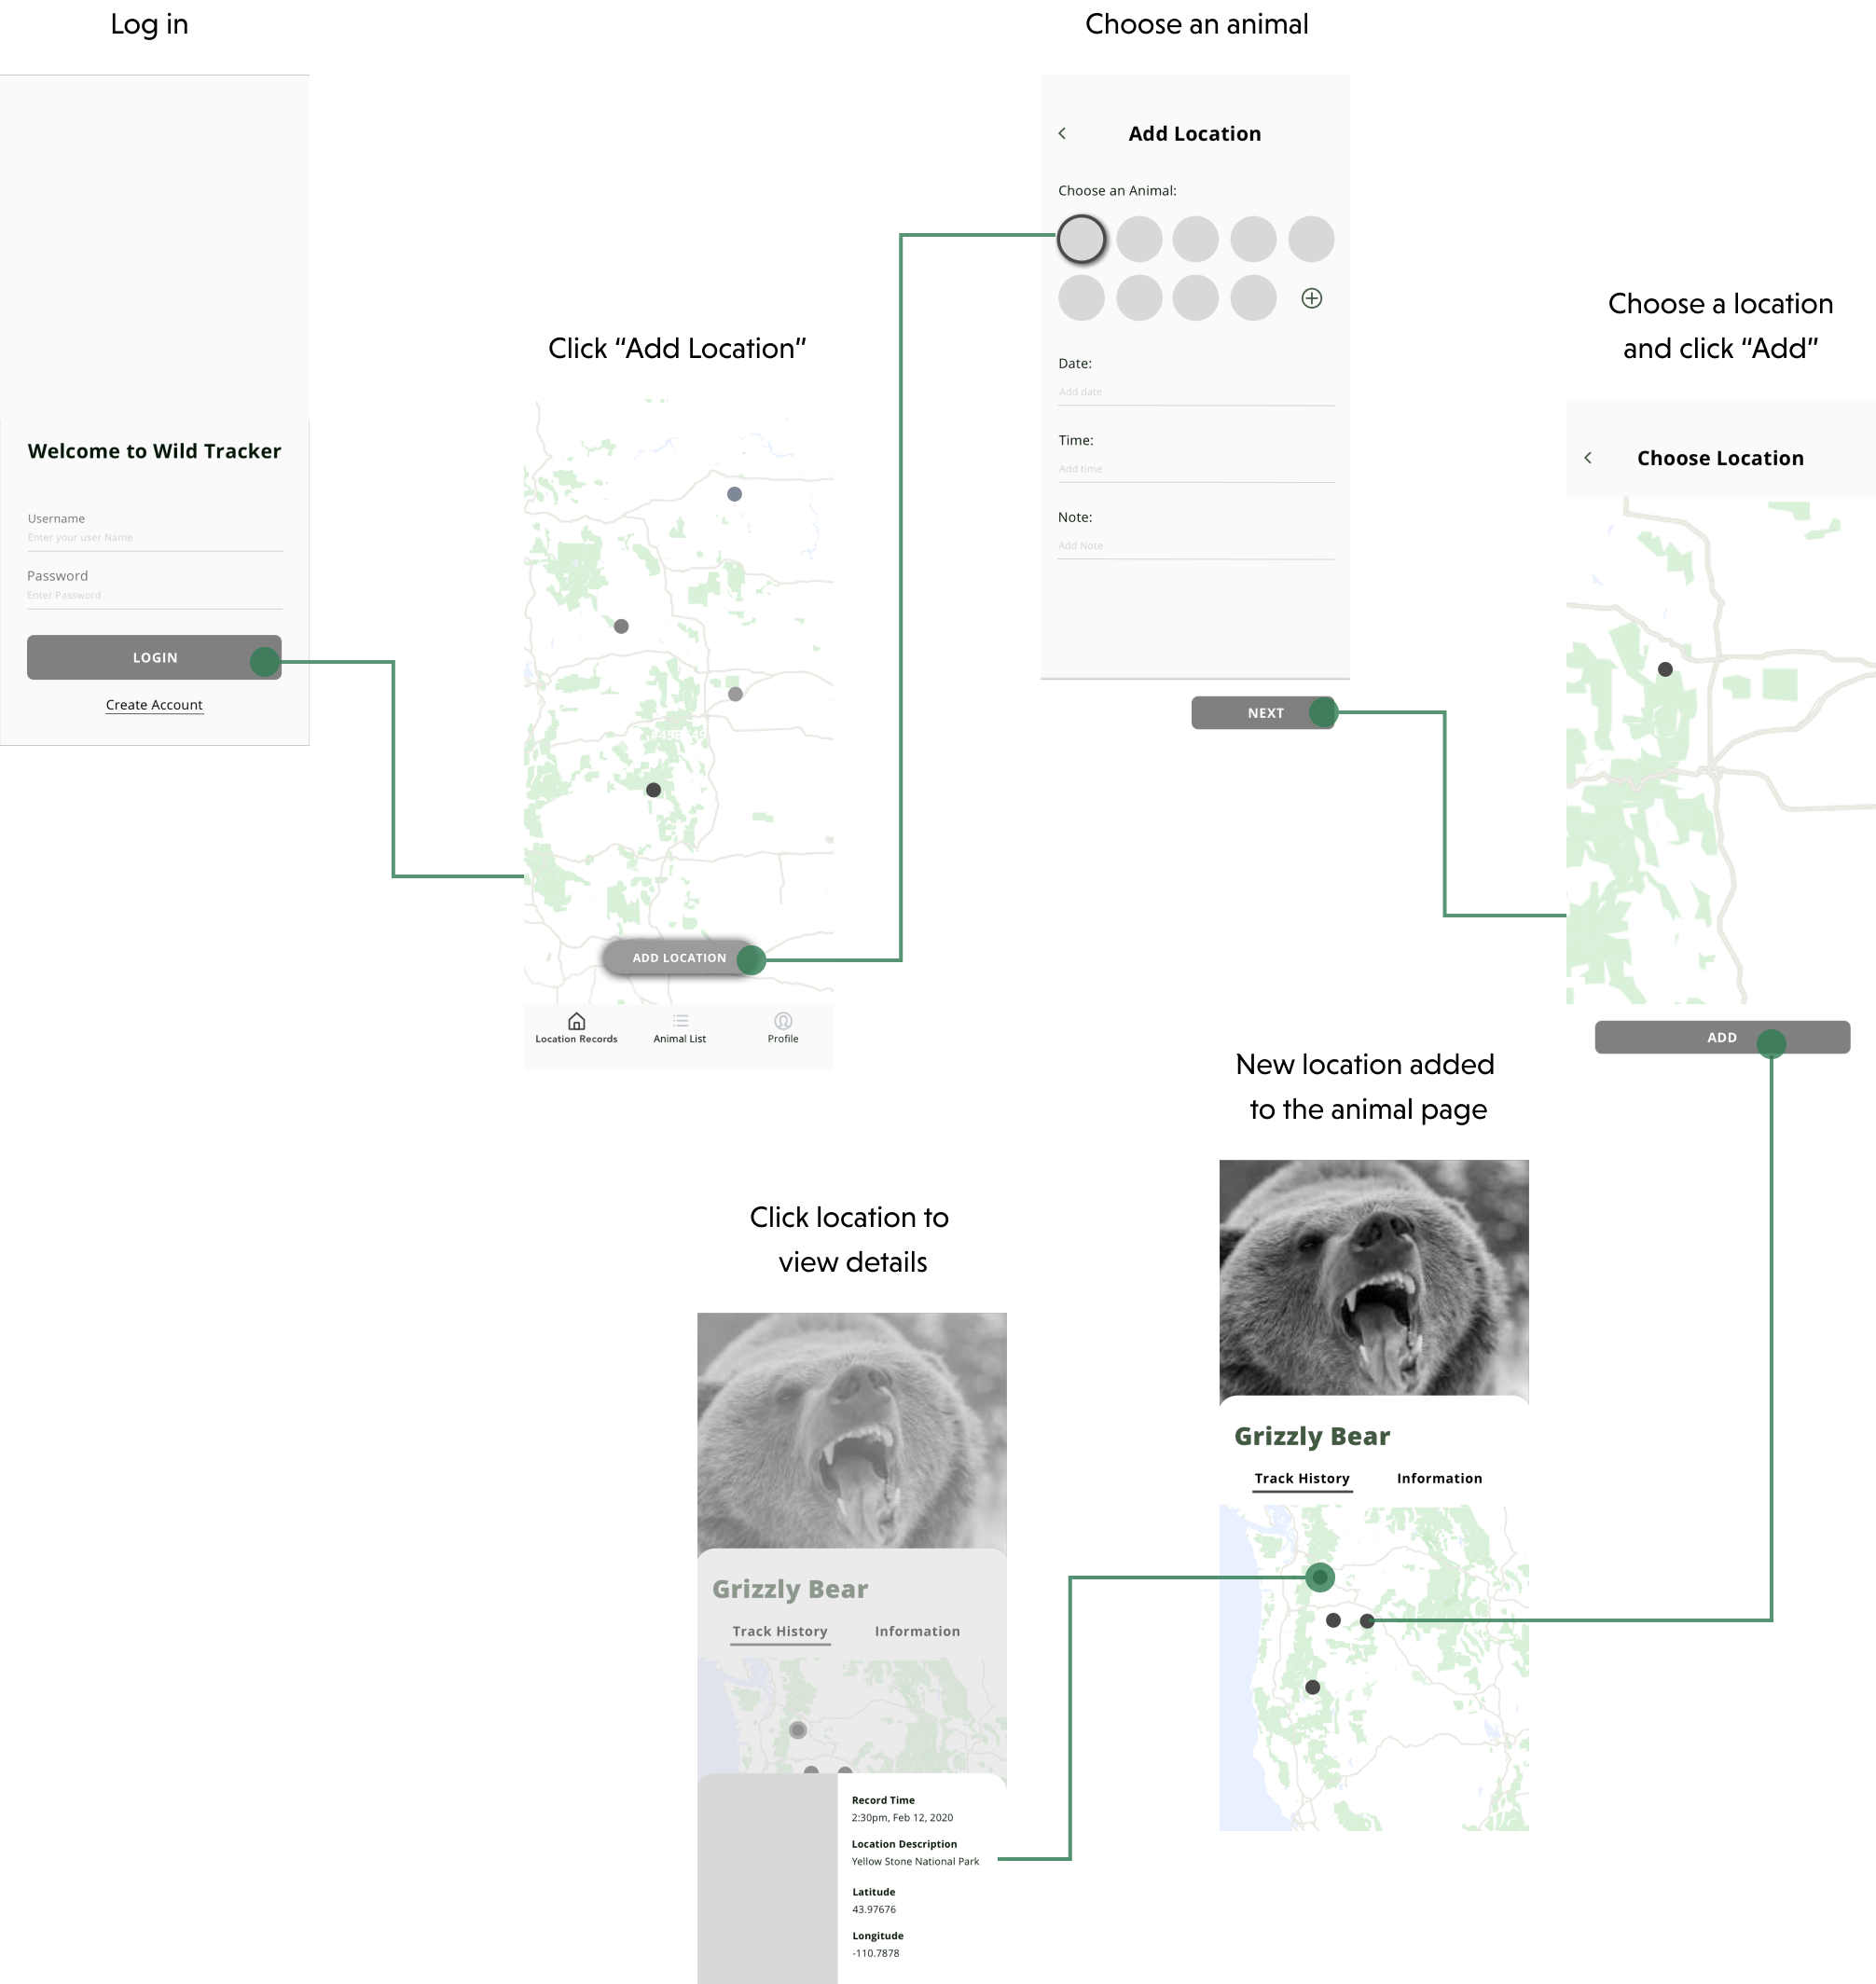 Log in
Welcome to Wild Tracker
Username
Enter your user Name
Password
Enter Password
LOGIN
Create Account
Click “Add Location”
ADD LOCATION
Location Records
Animal List
Profile
Choose an animal
Add Location
Choose an Animal:
Date:
Add date
Time:
Add time
Note:
Add Note
NEXT
Choose a location
and click “Add”
Choose Location
ADD
New location added
to the animal page
Grizzly Bear
Track History
Information
Click location to
view details
Grizzly Bear
Track History
Information
Record Time
2:30pm, Feb 12, 2020
Location Description
Yellow Stone National Park
Latitude
43.97676
Longitude
-110.7878